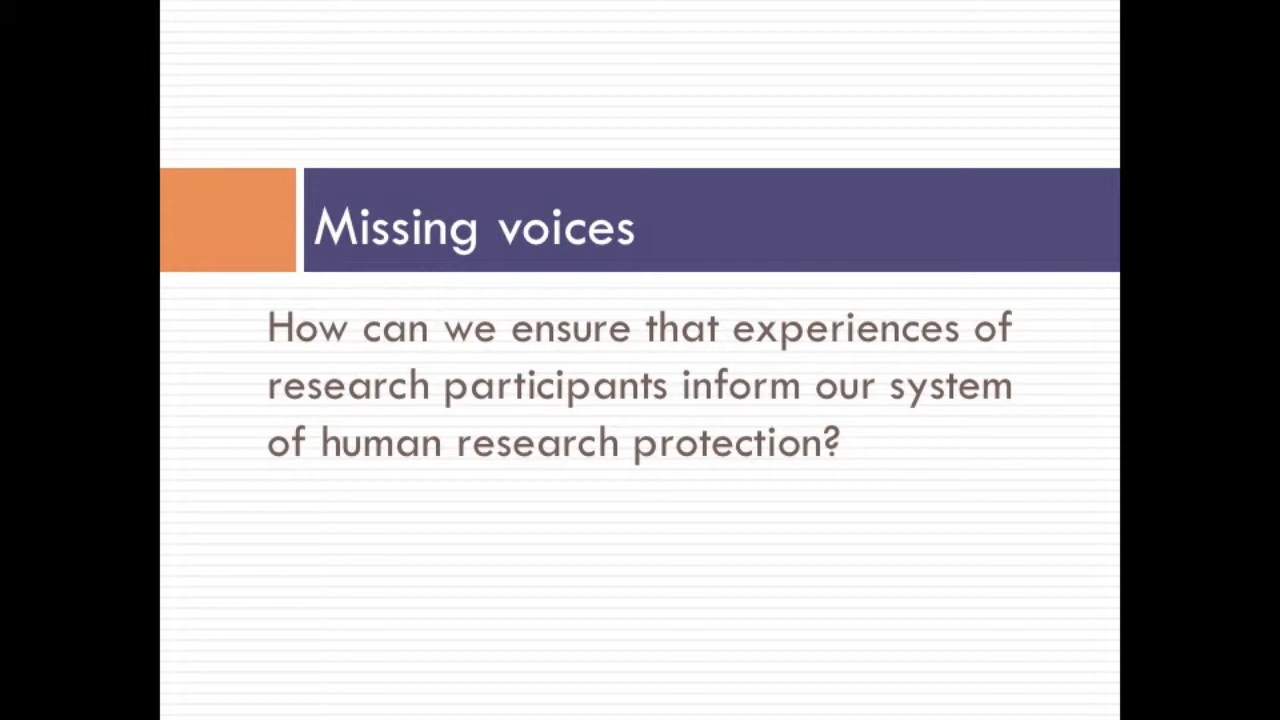 Missing voices
How can we ensure that experiences of
research participants inform our system
of human research protection?